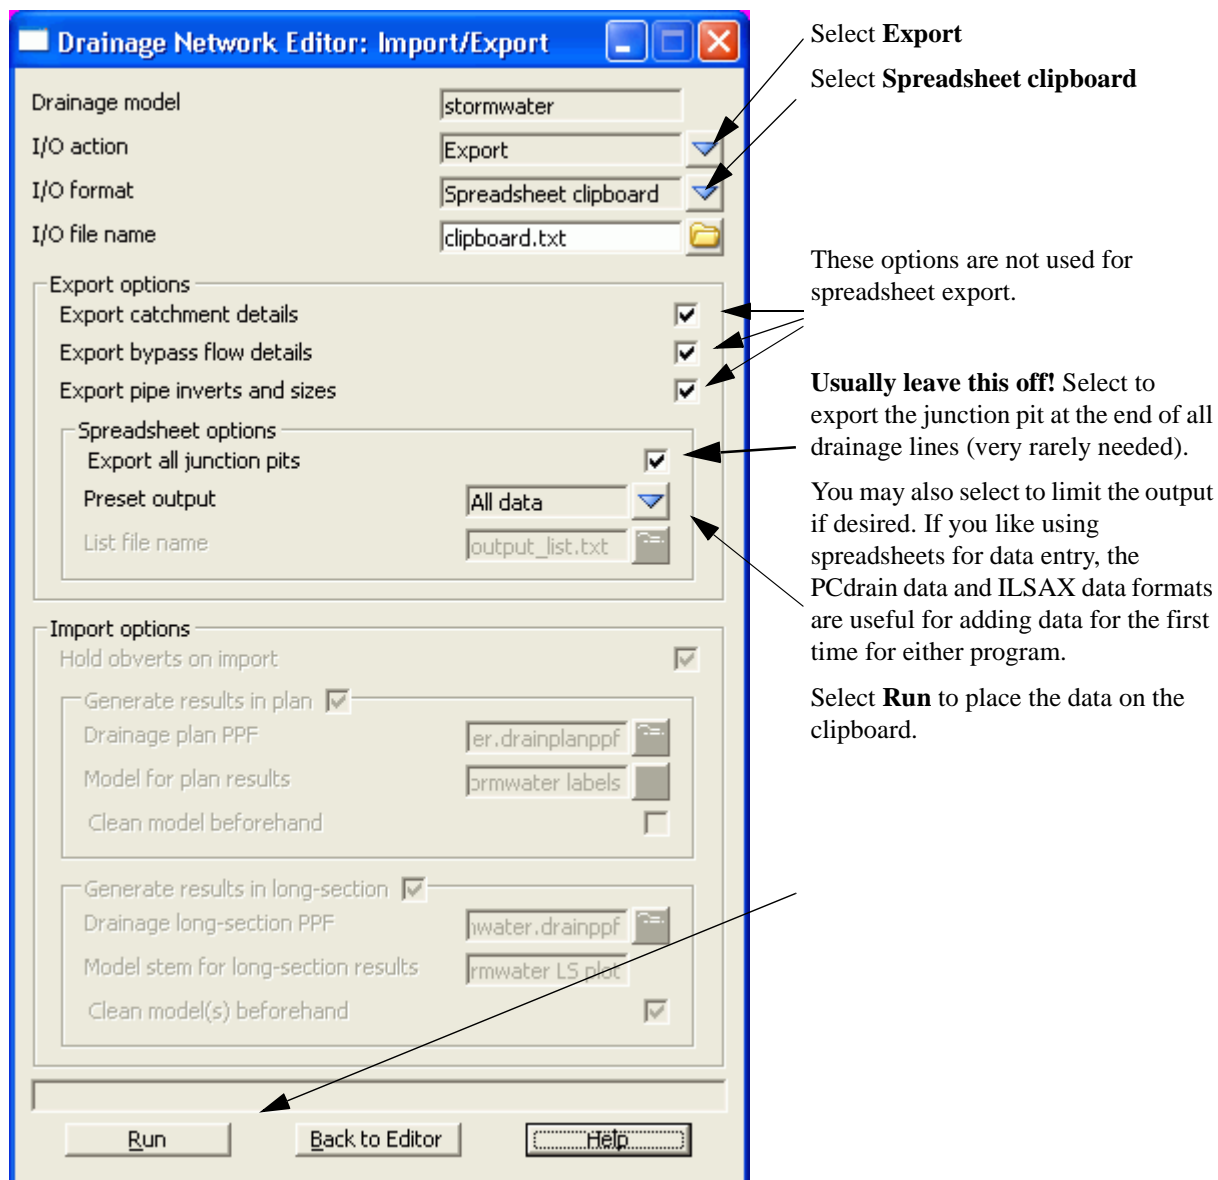 Drainage Network Editor: Import/Export
Drainage model
stormwater
I/O action
Export
I/O format
Spreadsheet clipboard
I/O file name
clipboard.txt
Export options
Export catchment details
Export bypass flow details
Export pipe inverts and sizes
Spreadsheet options
Export all junction pits
Preset output
All data
List file name
output_list.txt
Import options
Hold obverts on import
Generate results in plan
Drainage plan PPF
er.drainplanppf
Model for plan results
ormwater labels
Clean model beforehand
Generate results in long-section
Drainage long-section PPF
nwater.drainppf
Model stem for long-section results
rmwater LS plot
Clean model(s) beforehand
Run
Back to Editor
Help
Select Export
Select Spreadsheet clipboard
These options are not used for
spreadsheet export.
Usually leave this off! Select to
export the junction pit at the end of all
drainage lines (very rarely needed).
You may also select to limit the output
if desired. If you like using
spreadsheets for data entry, the
PCdrain data and ILSAX data formats
are useful for adding data for the first
time for either program.
Select Run to place the data on the
clipboard.